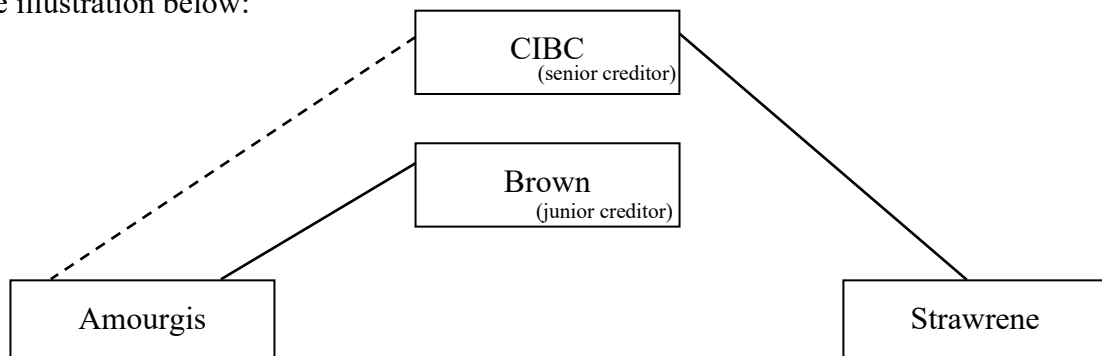 illustration below:
CIBC
(senior creditor)
Brown
(junior creditor)
Amourgis
Strawrene